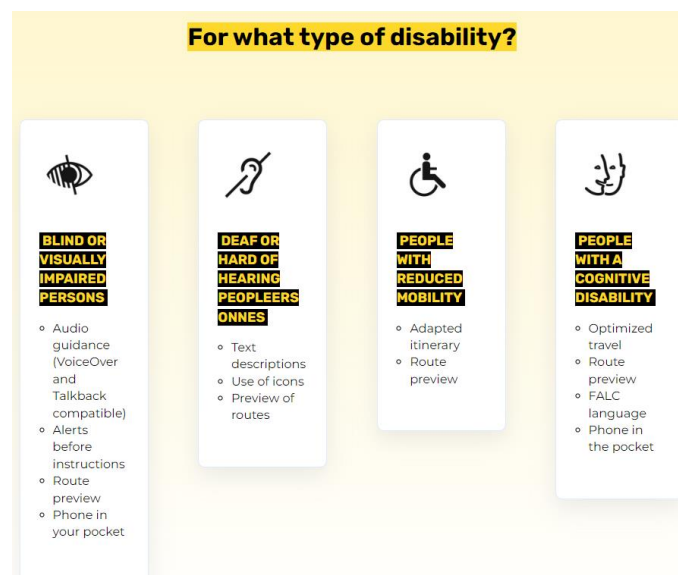 For what type of disability?
BLIND OR
VISUALLY
IMPAIRED
PERSONS
Audio
guidance
(VoiceOver
and
Talkback
compatible)
Alerts
before
instructions
Route
preview
Phone in
your pocket
DEAF OR
HARD OF
HEARING
PEOPLEERS
ONNES
Text
descriptions
Use of icons
Preview of
routes
PEOPLE
WITH
REDUCED
MOBILITY
Adapted
itinerary
Route
preview
PEOPLE
WITH A
COGNITIVE
DISABILITY
Optimized
travel
Route
preview
FALC
language
Phone in
the pocket